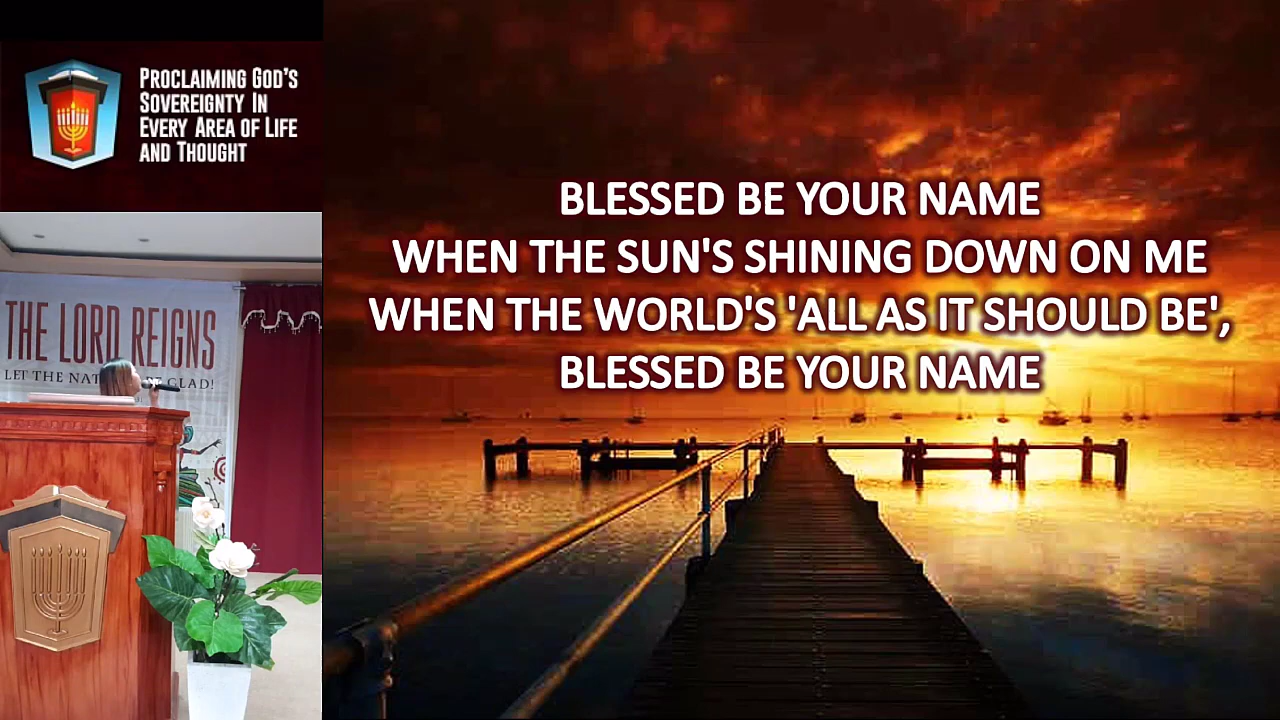 PROCLAIMING GOD'S
SOVEREIGNTY IN
EVERY AREA OF LIFE
AND THOUGHT
THE LORD REIGNS
LET THE GLAD!
BLESSED BE YOUR NAME
WHEN THE SUN'S SHINING DOWN ON ME
WHEN THE WORLD'S 'ALL AS IT SHOULD BE',
BLESSED BE YOUR NAME